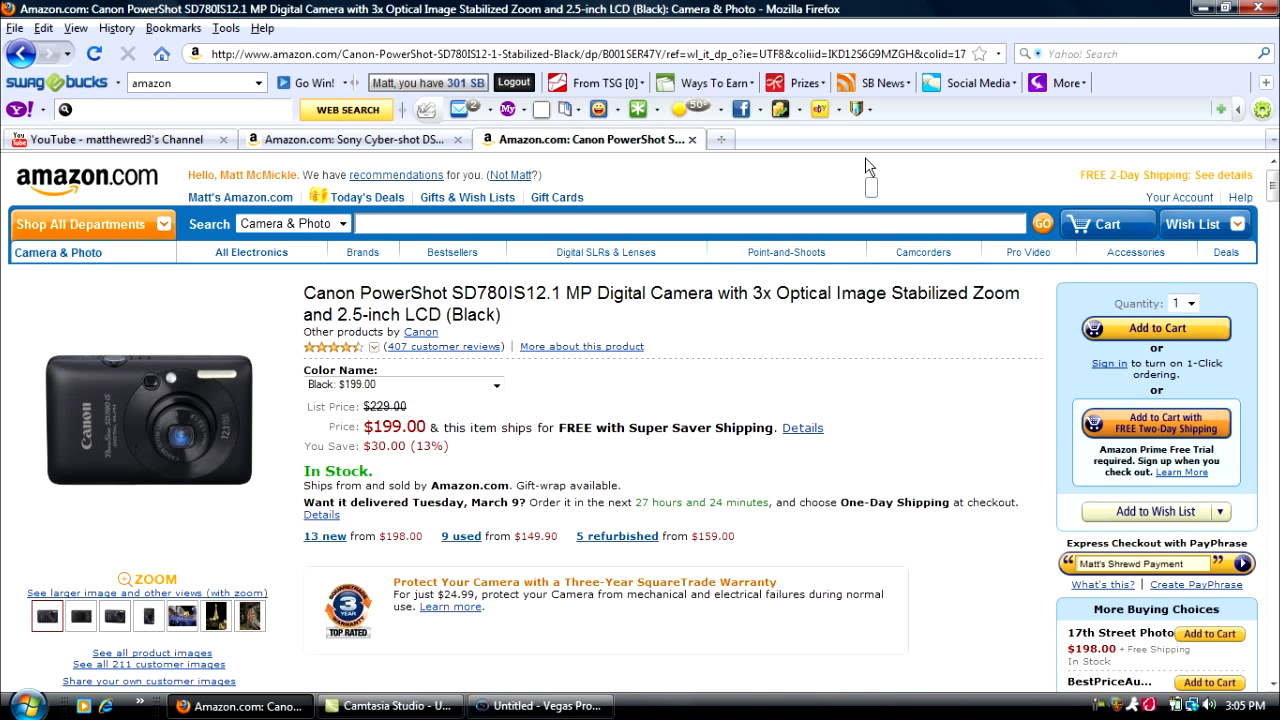 Amazon.com: Canon PowerShot SD780IS12.1 MP Digital Camera with 3x Optical Image Stabilized Zoom and 2.5-inch LCD (Black): Camera & Photo - Mozilla Firefox
File Edit View History Bookmarks Tools Help
http://www.amazon.com/Canon-PowerShot-SD780IS12-1-Stabilized-Black/dp/B001SER47Y/ref=wl_it_dp_o?ie=UTF8&coliid=IKD12S6G9MZGH&colid=17 Yahoo! Search
swagbucks amazon Go Win! Matt, you have 301 SB Logout From TSG [0] Ways To Earn Prizes SB News Social Media More
Y! WEB SEARCH 2 My 50° eBY
YouTube - matthewred3's Channel Amazon.com: Sony Cyber-shot DS... Amazon.com: Canon PowerShot S...
amazon.com Hello, Matt McMickle. We have recommendations for you. (Not Matt?) FREE 2-Day Shipping: See details
Matt's Amazon.com Today's Deals Gifts & Wish Lists Gift Cards Your Account Help
Shop All Departments Search Camera & Photo GO Cart Wish List
Camera & Photo All Electronics Brands Bestsellers Digital SLRs & Lenses Point-and-Shoots Camcorders Pro Video Accessories Deals
Canon PowerShot SD780IS12.1 MP Digital Camera with 3x Optical Image Stabilized Zoom
and 2.5-inch LCD (Black)
Other products by Canon
(407 customer reviews) | More about this product
Color Name:
Black: $199.00
List Price: $229.00
Price: $199.00 & this item ships for FREE with Super Saver Shipping. Details
You Save: $30.00 (13%)
In Stock.
Ships from and sold by Amazon.com. Gift-wrap available.
Want it delivered Tuesday, March 9? Order it in the next 27 hours and 24 minutes, and choose One-Day Shipping at checkout.
Details
13 new from $198.00 9 used from $149.90 5 refurbished from $159.00
Canon
ZOOM
See larger image and other views (with zoom)
See all product images
See all 211 customer images
Share your own customer images
3 YEAR
TOP RATED
Protect Your Camera with a Three-Year SquareTrade Warranty
For just $24.99, protect your Camera from mechanical and electrical failures during normal
use. Learn more.
Quantity: 1
Add to Cart
or
Sign in to turn on 1-Click
ordering.
or
Add to Cart with
FREE Two-Day Shipping
Amazon Prime Free Trial
required. Sign up when you
check out. Learn More
Add to Wish List
Express Checkout with PayPhrase
Matt's Shrewd Payment
What's this? | Create PayPhrase
More Buying Choices
17th Street Photo Add to Cart
$198.00 + Free Shipping
In Stock
BestPriceAu... Add to Cart
Amazon.com: Cano... Camtasia Studio - U... Untitled - Vegas Pro... 3:05 PM